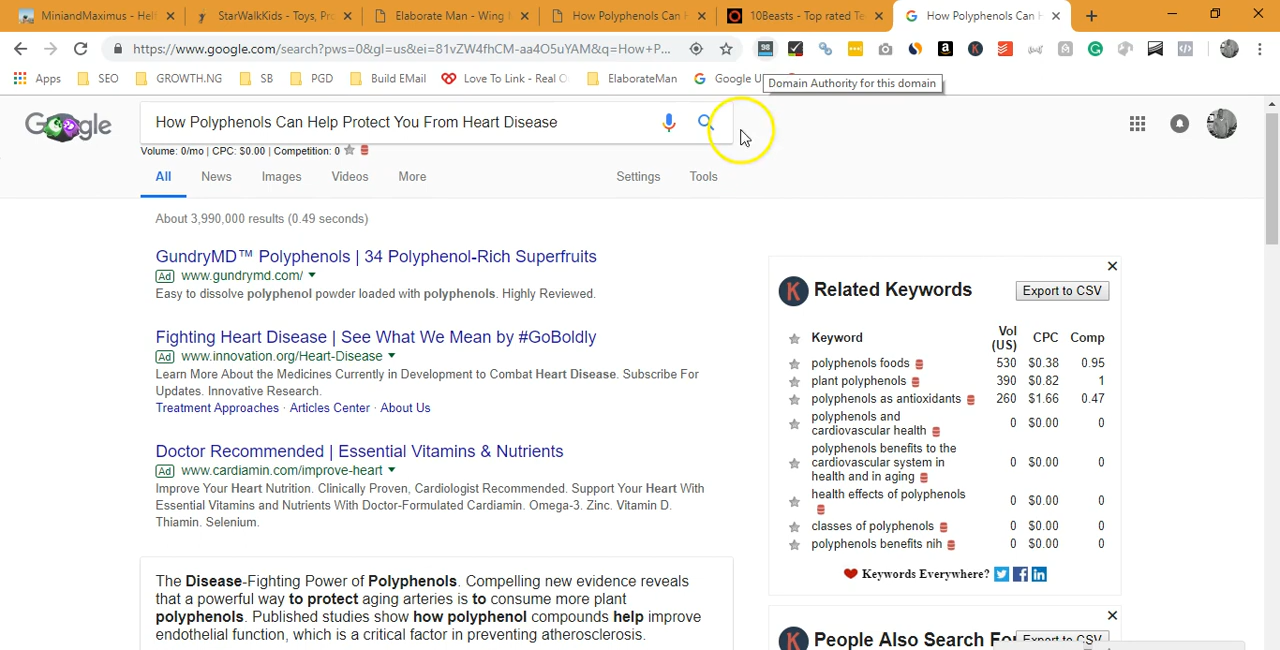 MiniandMaximus - Hel
StarWalkKids - Toys, Pro
Elaborate Man - Wing
How Polyphenols Can H
10Beasts - Top rated Te
How Polyphenols Can H
https://www.google.com/search?pws=0&gl=us&ei=81vZW4fhCM-aa4O5uYAM&q=How+P...
98
Apps
SEO
GROWTH.NG
SB
PGD
Build EMail
Love To Link - Real O
ElaborateMan
Google U
Domain Authority for this domain
Google
How Polyphenols Can Help Protect You From Heart Disease
Volume: 0/mo | CPC: $0.00 | Competition: 0
All News Images Videos More Settings Tools
About 3,990,000 results (0.49 seconds)
GundryMD™ Polyphenols | 34 Polyphenol-Rich Superfruits
Ad www.gundrymd.com/
Easy to dissolve polyphenol powder loaded with polyphenols. Highly Reviewed.
Fighting Heart Disease | See What We Mean by #GoBoldly
Ad www.innovation.org/Heart-Disease
Learn More About the Medicines Currently in Development to Combat Heart Disease. Subscribe For
Updates. Innovative Research.
Treatment Approaches · Articles Center · About Us
Doctor Recommended | Essential Vitamins & Nutrients
Ad www.cardiamin.com/improve-heart
Improve Your Heart Nutrition. Clinically Proven, Cardiologist Recommended. Support Your Heart With
Essential Vitamins and Nutrients With Doctor-Formulated Cardiamin. Omega-3. Zinc. Vitamin D.
Thiamin. Selenium.
The Disease-Fighting Power of Polyphenols. Compelling new evidence reveals
that a powerful way to protect aging arteries is to consume more plant
polyphenols. Published studies show how polyphenol compounds help improve
endothelial function, which is a critical factor in preventing atherosclerosis.
K Related Keywords Export to CSV
Keyword Vol (US) CPC Comp
polyphenols foods 530 $0.38 0.95
plant polyphenols 390 $0.82 1
polyphenols as antioxidants 260 $1.66 0.47
polyphenols and
cardiovascular health 0 $0.00 0
polyphenols benefits to the
cardiovascular system in
health and in aging 0 $0.00 0
health effects of polyphenols 0 $0.00 0
classes of polyphenols 0 $0.00 0
polyphenols benefits nih 0 $0.00 0
Keywords Everywhere?
K People Also Search For Export to CSV